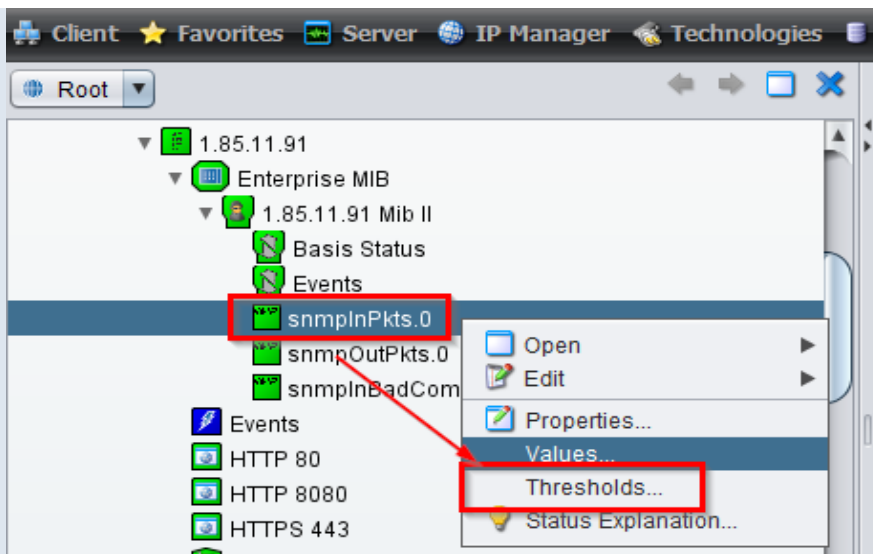 Client Favorites Server IP Manager Technologies
Root
1.85.11.91
Enterprise MIB
1.85.11.91 Mib II
Basis Status
Events
snmpInPkts.0
snmpOutPkts.0
snmpInBadCom
Events
HTTP 80
HTTP 8080
HTTPS 443
Open
Edit
Properties...
Values...
Thresholds...
Status Explanation...